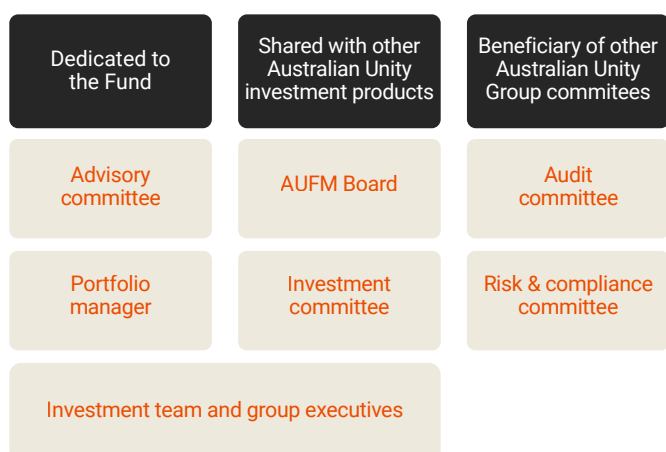 Dedicated to
the Fund
Shared with other
Australian Unity
investment products
Beneficiary of other
Australian Unity
Group commitees
Advisory
committee
AUFM Board
Audit
committee
Portfolio
manager
Investment
committee
Risk & compliance
committee
Investment team and group executives